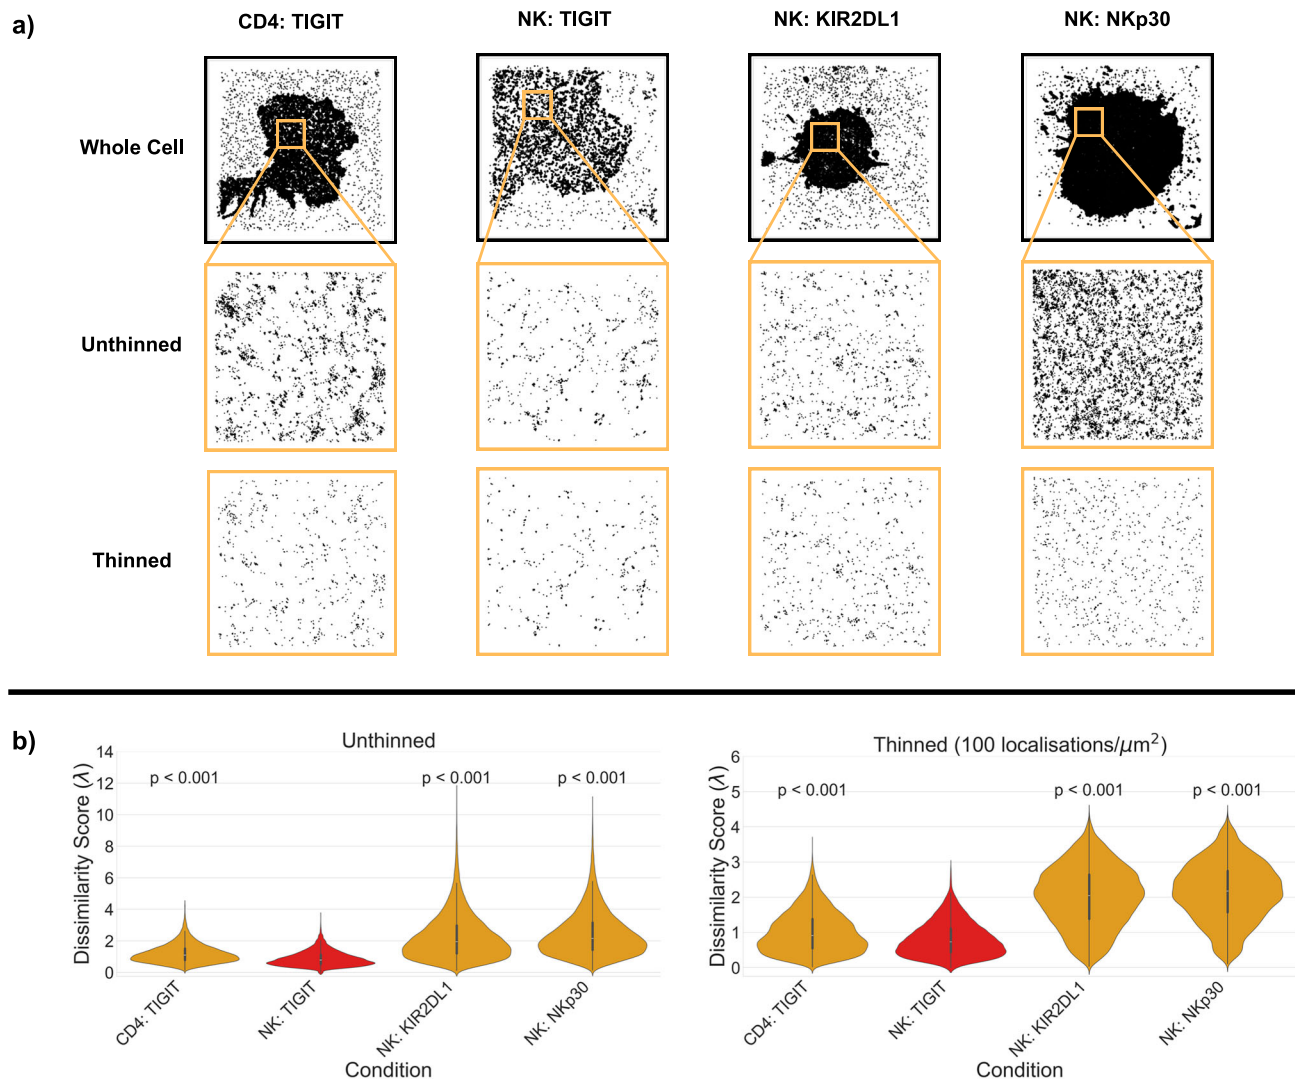 a)
CD4: TIGIT
NK: TIGIT
NK: KIR2DL1
NK: NKp30
Whole Cell
Unthinned
Thinned
b)
Unthinned
Dissimilarity Score (λ)
14
12
10
8
6
4
2
0
p < 0.001
p < 0.001
p < 0.001
CD4: TIGIT
NK: TIGIT
NK: KIR2DL1
NK: NKp30
Condition
Thinned (100 localisations/μm²)
Dissimilarity Score (λ)
6
5
4
3
2
1
0
p < 0.001
p < 0.001
p < 0.001
CD4: TIGIT
NK: TIGIT
NK: KIR2DL1
NK: NKp30
Condition